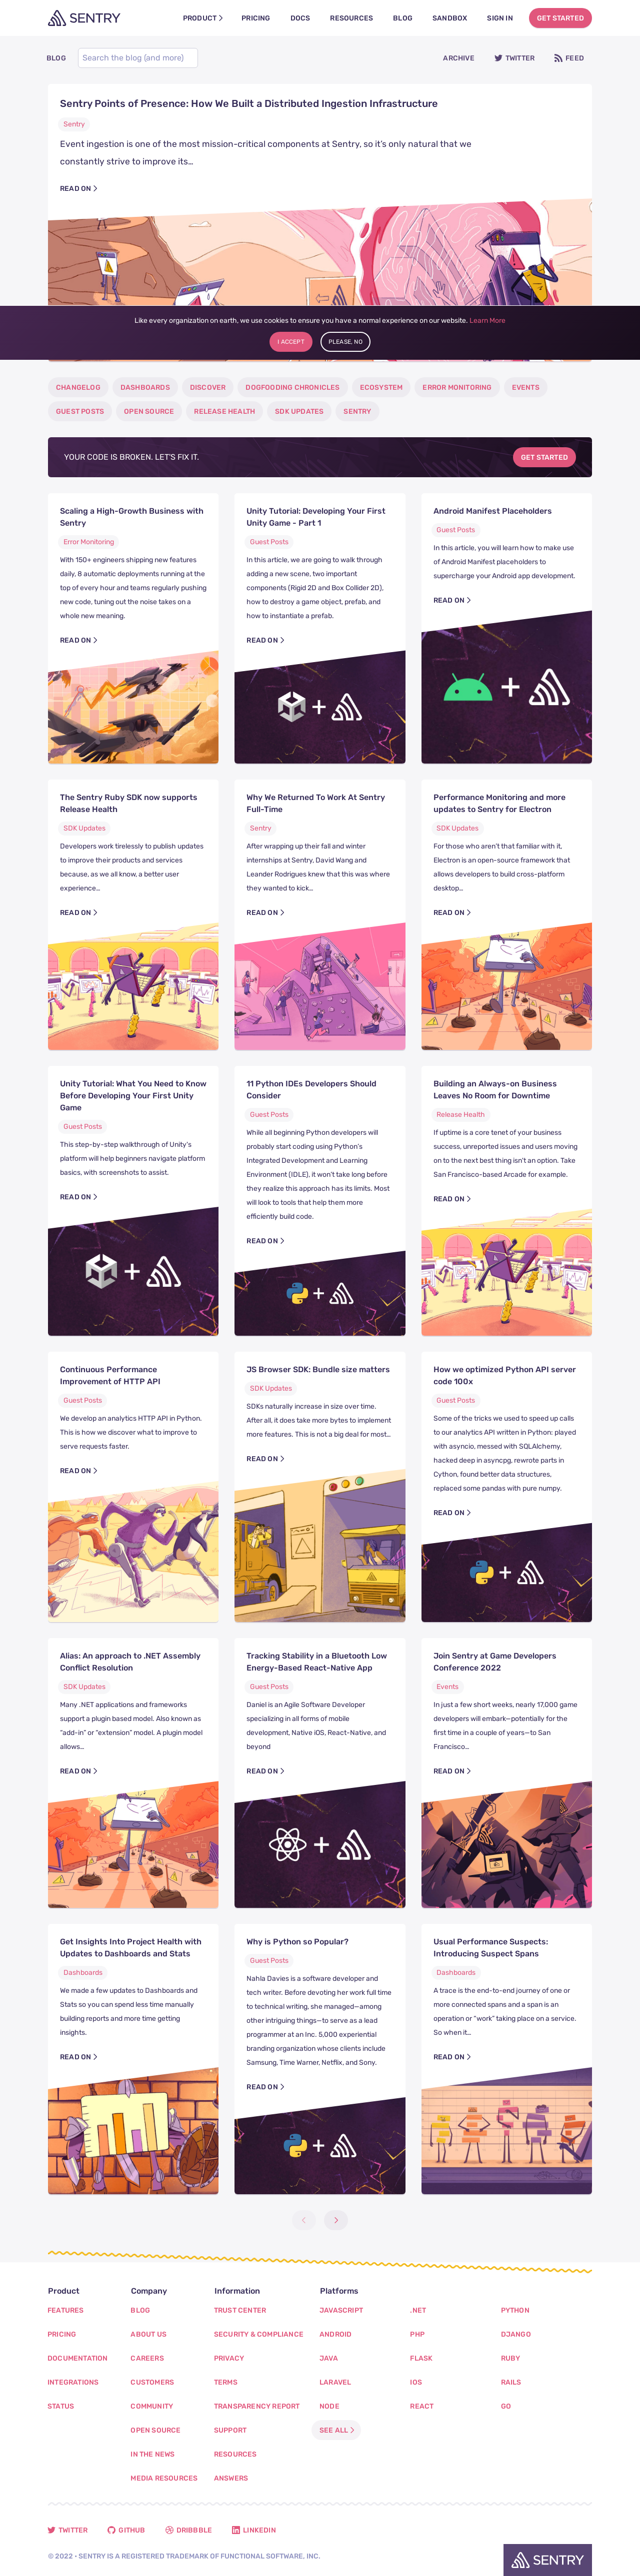 SENTRY
PRODUCT
PRICING
DOCS
RESOURCES
BLOG
SANDBOX
SIGN IN
GET STARTED
BLOG
Search the blog (and more)
ARCHIVE
TWITTER
FEED
Sentry Points of Presence: How We Built a Distributed Ingestion Infrastructure
Sentry
Event ingestion is one of the most mission-critical components at Sentry, so it's only natural that we
constantly strive to improve its…
READ ON
Like every organization on earth, we use cookies to ensure you have a normal experience on our website. Learn More
I ACCEPT
PLEASE, NO
CHANGELOG
DASHBOARDS
DISCOVER
DOGFOODING CHRONICLES
ECOSYSTEM
ERROR MONITORING
EVENTS
GUEST POSTS
OPEN SOURCE
RELEASE HEALTH
SDK UPDATES
SENTRY
YOUR CODE IS BROKEN. LET'S FIX IT.
GET STARTED
Scaling a High-Growth Business with
Sentry
Error Monitoring
With 150+ engineers shipping new features
daily, 8 automatic deployments running at the
top of every hour and teams regularly pushing
new code, tuning out the noise takes on a
whole new meaning.
READ ON
Unity Tutorial: Developing Your First
Unity Game - Part 1
Guest Posts
In this article, we are going to walk through
adding a new scene, two important
components (Rigid 2D and Box Collider 2D),
how to destroy a game object, prefab, and
how to instantiate a prefab.
READ ON
Android Manifest Placeholders
Guest Posts
In this article, you will learn how to make use
of Android Manifest placeholders to
supercharge your Android app development.
READ ON
The Sentry Ruby SDK now supports
Release Health
SDK Updates
Developers work tirelessly to publish updates
to improve their products and services
because, as we all know, a better user
experience…
READ ON
Why We Returned To Work At Sentry
Full-Time
Sentry
After wrapping up their fall and winter
internships at Sentry, David Wang and
Leander Rodrigues knew that this was where
they wanted to kick…
READ ON
Performance Monitoring and more
updates to Sentry for Electron
SDK Updates
For those who aren't that familiar with it,
Electron is an open-source framework that
allows developers to build cross-platform
desktop…
READ ON
Unity Tutorial: What You Need to Know
Before Developing Your First Unity
Game
Guest Posts
This step-by-step walkthrough of Unity's
platform will help beginners navigate platform
basics, with screenshots to assist.
READ ON
11 Python IDEs Developers Should
Consider
Guest Posts
While all beginning Python developers will
probably start coding using Python's
Integrated Development and Learning
Environment (IDLE), it won't take long before
they realize this approach has its limits. Most
will look to tools that help them more
efficiently build code.
READ ON
Building an Always-on Business
Leaves No Room for Downtime
Release Health
If uptime is a core tenet of your business
success, unreported issues and users moving
on to the next best thing isn't an option. Take
San Francisco-based Arcade for example.
READ ON
Continuous Performance
Improvement of HTTP API
Guest Posts
We develop an analytics HTTP API in Python.
This is how we discover what to improve to
serve requests faster.
READ ON
JS Browser SDK: Bundle size matters
SDK Updates
SDKs naturally increase in size over time.
After all, it does take more bytes to implement
more features. This is not a big deal for most…
READ ON
How we optimized Python API server
code 100x
Guest Posts
Some of the tricks we used to speed up calls
to our analytics API written in Python: played
with asyncio, messed with SQLAlchemy,
hacked deep in asyncpg, rewrote parts in
Cython, found better data structures,
replaced some pandas with pure numpy.
READ ON
Alias: An approach to .NET Assembly
Conflict Resolution
SDK Updates
Many .NET applications and frameworks
support a plugin based model. Also known as
"add-in" or "extension" model. A plugin model
allows…
READ ON
Tracking Stability in a Bluetooth Low
Energy-Based React-Native App
Guest Posts
Daniel is an Agile Software Developer
specializing in all forms of mobile
development, Native iOS, React-Native, and
beyond
READ ON
Join Sentry at Game Developers
Conference 2022
Events
In just a few short weeks, nearly 17,000 game
developers will embark—potentially for the
first time in a couple of years—to San
Francisco…
READ ON
Get Insights Into Project Health with
Updates to Dashboards and Stats
Dashboards
We made a few updates to Dashboards and
Stats so you can spend less time manually
building reports and more time getting
insights.
READ ON
Why is Python so Popular?
Guest Posts
Nahla Davies is a software developer and
tech writer. Before devoting her work full time
to technical writing, she managed—among
other intriguing things—to serve as a lead
programmer at an Inc. 5,000 experiential
branding organization whose clients include
Samsung, Time Warner, Netflix, and Sony.
READ ON
Usual Performance Suspects:
Introducing Suspect Spans
Dashboards
A trace is the end-to-end journey of one or
more connected spans and a span is an
operation or "work" taking place on a service.
So when it…
READ ON
Product
FEATURES
PRICING
DOCUMENTATION
INTEGRATIONS
STATUS
Company
BLOG
ABOUT US
CAREERS
CUSTOMERS
COMMUNITY
OPEN SOURCE
IN THE NEWS
MEDIA RESOURCES
Information
TRUST CENTER
SECURITY & COMPLIANCE
PRIVACY
TERMS
TRANSPARENCY REPORT
SUPPORT
RESOURCES
ANSWERS
Platforms
JAVASCRIPT
ANDROID
JAVA
LARAVEL
NODE
SEE ALL
.NET
PHP
FLASK
IOS
REACT
PYTHON
DJANGO
RUBY
RAILS
GO
TWITTER
GITHUB
DRIBBBLE
LINKEDIN
© 2022 • SENTRY IS A REGISTERED TRADEMARK OF FUNCTIONAL SOFTWARE, INC.
SENTRY